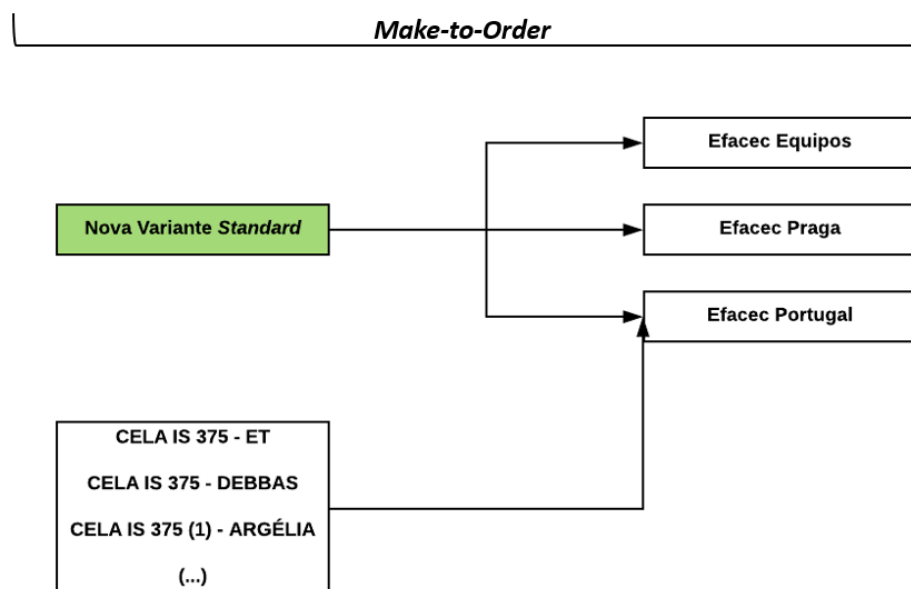 Make-to-Order
Efacec Equipos
Nova Variante Standard
Efacec Praga
Efacec Portugal
CELA IS 375 - ET
CELA IS 375 - DEBBAS
CELA IS 375 (1) - ARGÉLIA
(...)